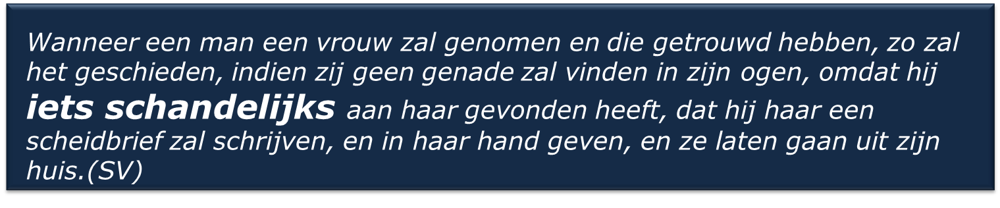 Wanneer een man een vrouw zal genomen en die getrouwd hebben, zo zal
het geschieden, indien zij geen genade zal vinden in zijn ogen, omdat hij
iets schandelijks aan haar gevonden heeft, dat hij haar een
scheidbrief zal schrijven, en in haar hand geven, en ze laten gaan uit zijn
huis.(SV)